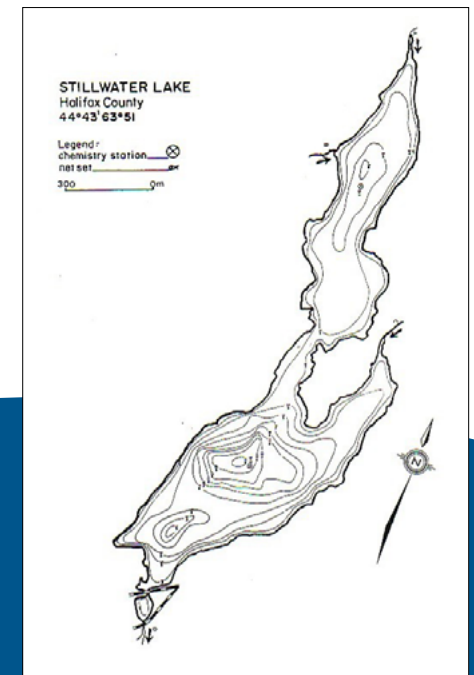 STILLWATER LAKE
Halifax County
44°43' 63°51
Legend:
chemistry station
net set
300 0m
N